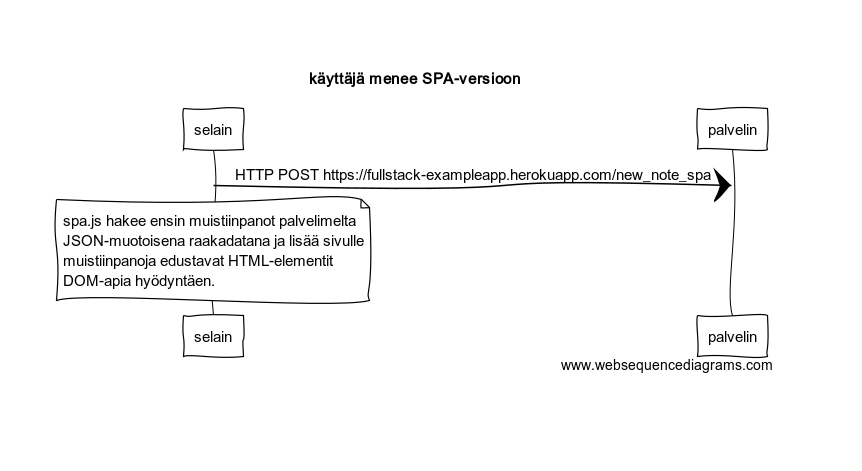 käyttäjä menee SPA-versioon
selain
palvelin
HTTP POST https://fullstack-exampleapp.herokuapp.com/new_note_spa
spa.js hakee ensin muistiinpanot palvelimelta
JSON-muotoisena raakadatana ja lisää sivulle
muistiinpanoja edustavat HTML-elementit
DOM-apia hyödyntäen.
selain
palvelin
www.websequencediagrams.com